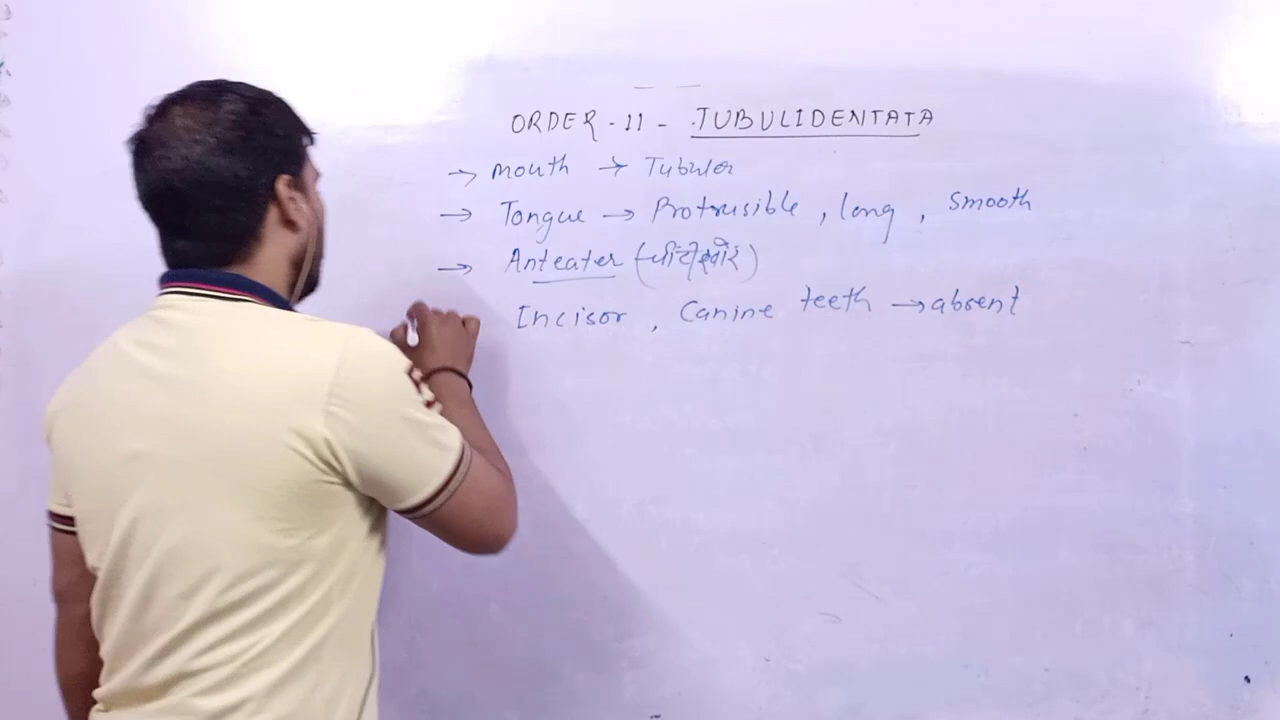 ORDER - 11 - TUBULIDENTATA
→ mouth → Tubular
→ Tongue → Protrusible, long, smooth
→ Anteater (चींटीखोर)
Incisor, Canine teeth → absent